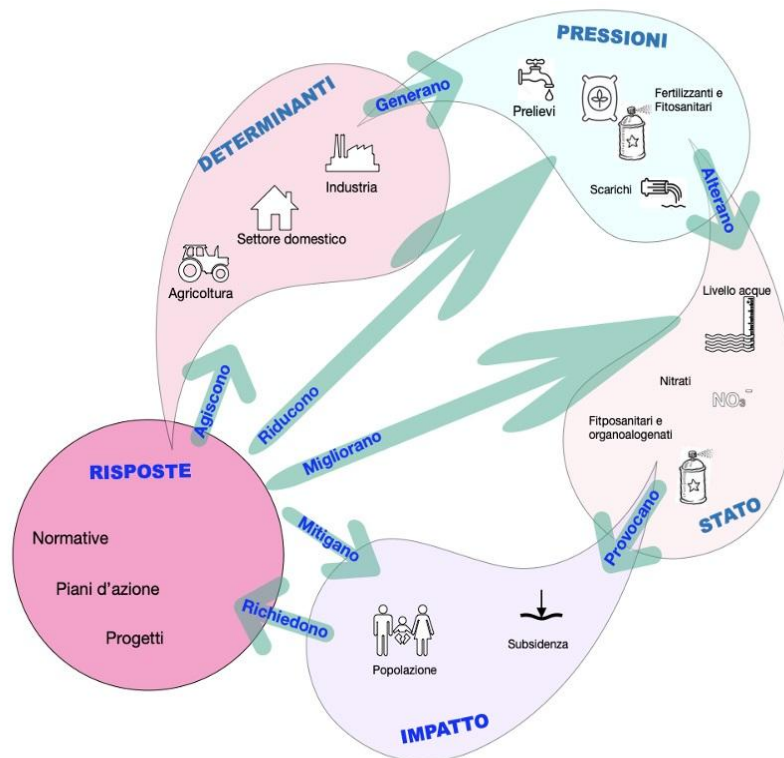 PRESSIONI
Prelievi
Fertilizzanti e
Fitosanitari
Scarichi
Generano
DETERMINANTI
Industria
Settore domestico
Agricoltura
Alterano
Livello acque
Nitrati
NO₃⁻
Fitposanitari e
organoalogenati
STATO
Provocano
Agiscono
Riducono
Migliorano
Mitigano
Richiedono
RISPOSTE
Normative
Piani d'azione
Progetti
Popolazione
Subsidenza
IMPATTO